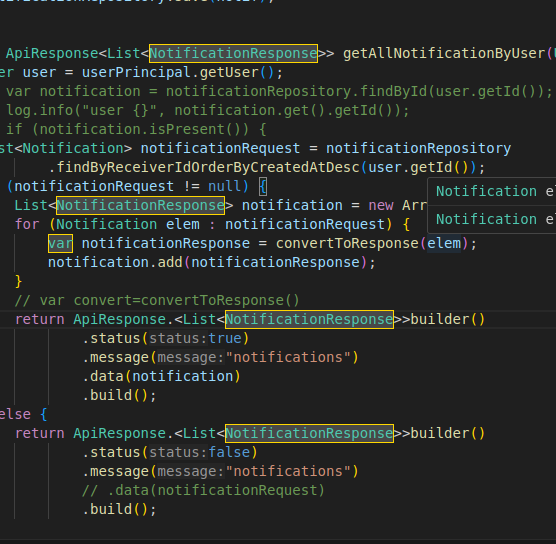 ApiResponse<List<NotificationResponse>> getAllNotificationByUser(U
er user = userPrincipal.getUser();
var notification = notificationRepository.findById(user.getId());
log.info("user {}", notification.get().getId());
if (notification.isPresent()) {
st<Notification> notificationRequest = notificationRepository
.findByReceiverIdOrderByCreatedAtDesc(user.getId());
(notificationRequest != null) {
Notification el
List<NotificationResponse> notification = new Arr
Notification el
for (Notification elem : notificationRequest) {
var notificationResponse = convertToResponse(elem);
notification.add(notificationResponse);
}
// var convert=convertToResponse()
return ApiResponse.<List<NotificationResponse>>builder()
.status(status:true)
.message(message:"notifications")
.data(notification)
.build();
else {
return ApiResponse.<List<NotificationResponse>>builder()
.status(status:false)
.message(message:"notifications")
// .data(notificationRequest)
.build();